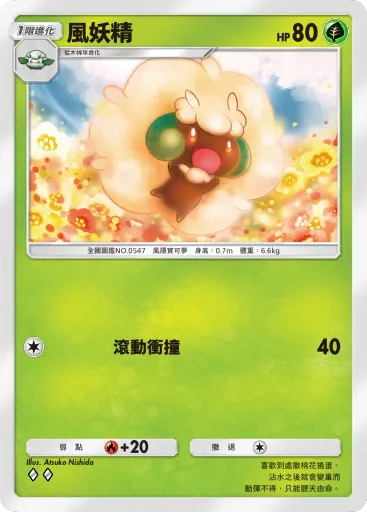 1階進化
風妖精
HP 80
從木棉球進化
全國圖鑑NO.0547 風隱寶可夢 身高：0.7m 體重：6.6kg
滾動衝撞 40
弱點 +20 撤退
Illus. Atsuko Nishida
喜歡到處撒棉花搗蛋。
沾水之後就會變重而
動彈不得，只能聽天由命。